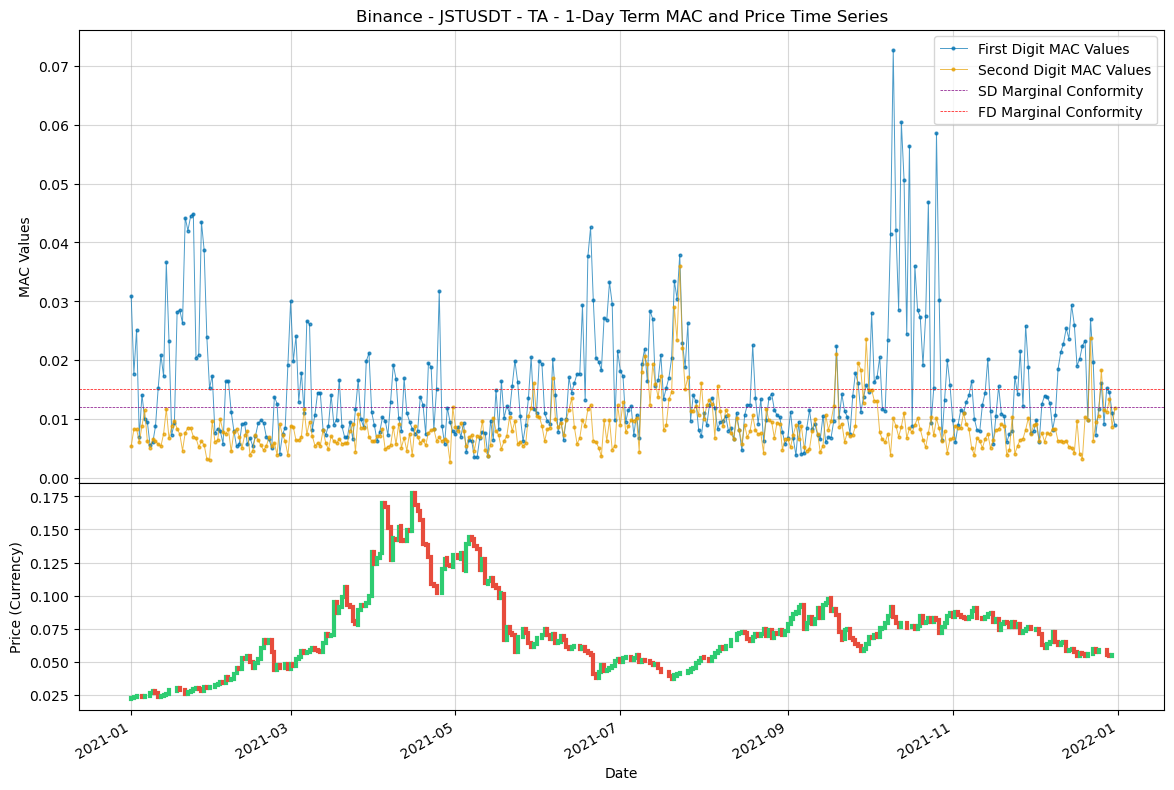 Binance - JSTUSDT - TA - 1-Day Term MAC and Price Time Series
First Digit MAC Values
Second Digit MAC Values
SD Marginal Conformity
FD Marginal Conformity
MAC Values
0.07
0.06
0.05
0.04
0.03
0.02
0.01
0.00
Price (Currency)
0.175
0.150
0.125
0.100
0.075
0.050
0.025
2021-01
2021-03
2021-05
2021-07
2021-09
2021-11
2022-01
Date